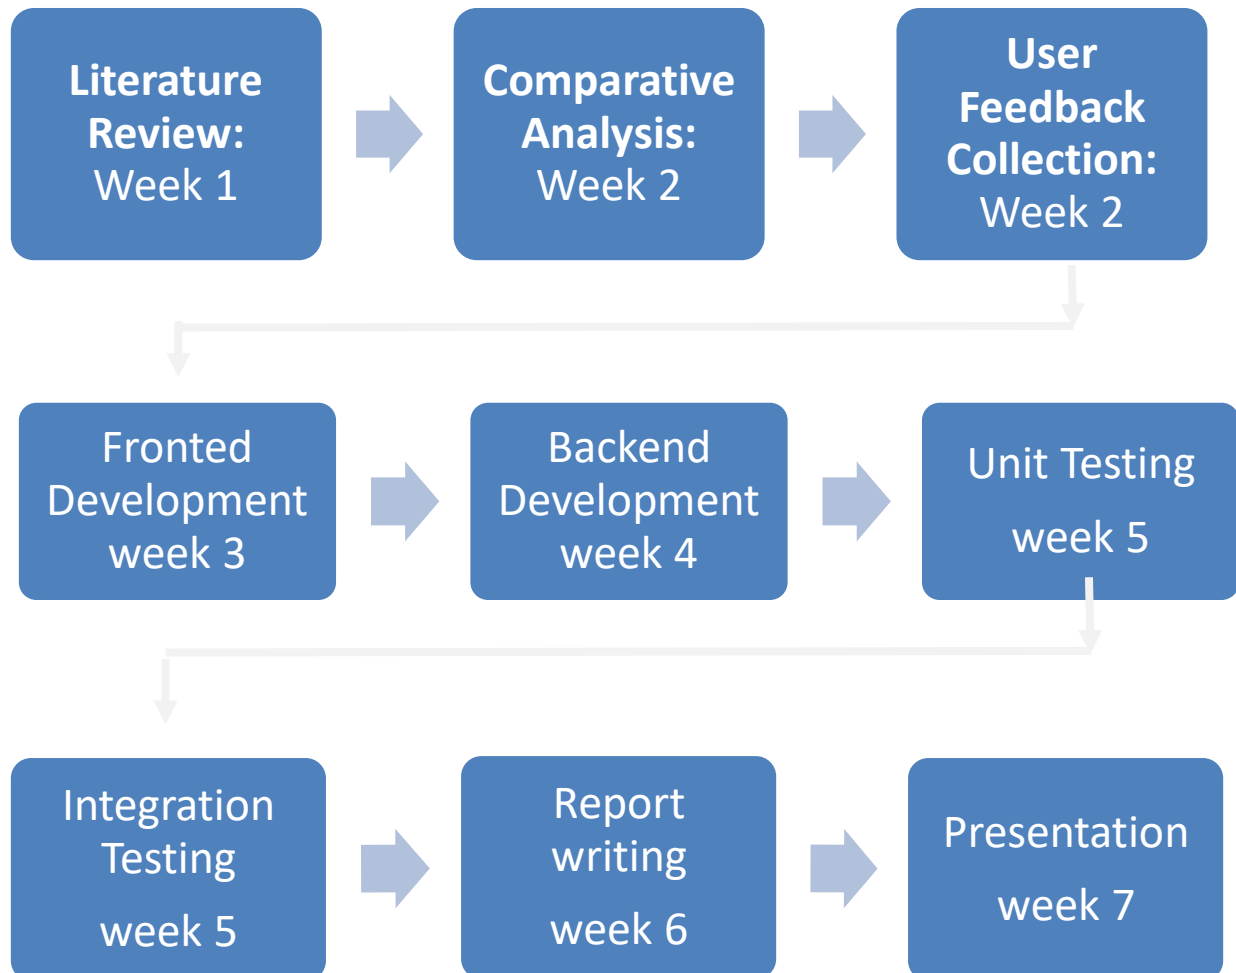 Literature
Review:
Week 1
Comparative
Analysis:
Week 2
User
Feedback
Collection:
Week 2
Fronted
Development
week 3
Backend
Development
week 4
Unit Testing
week 5
Integration
Testing
week 5
Report
writing
week 6
Presentation
week 7